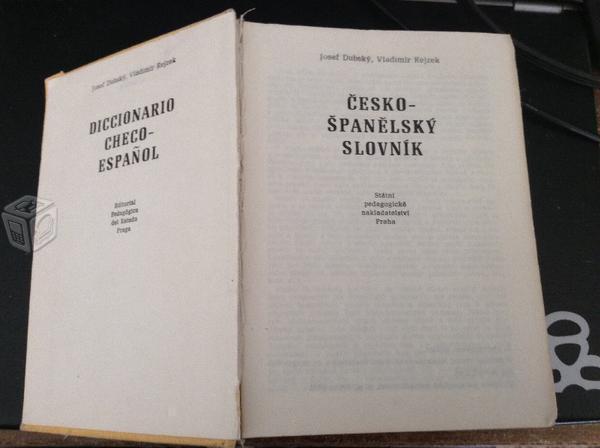 Josef Dubský, Vladimír Rejzek
DICCIONARIO
CHECO-
ESPAÑOL
Editorial
Pedagógica
del Estado
Praga
Josef Dubský, Vladimír Rejzek
ČESKO-
ŠPANĚLSKÝ
SLOVNÍK
Státní
pedagogické
nakladatelství
Praha